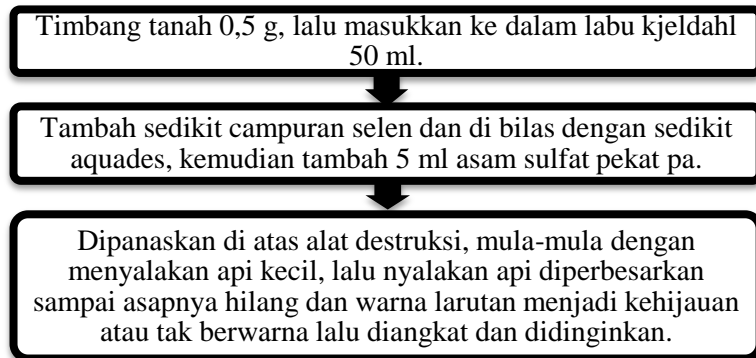 Timbang tanah 0,5 g, lalu masukkan ke dalam labu kjeldahl
50 ml.
Tambah sedikit campuran selen dan di bilas dengan sedikit
aquades, kemudian tambah 5 ml asam sulfat pekat pa.
Dipanaskan di atas alat destruksi, mula-mula dengan
menyalakan api kecil, lalu nyalakan api diperbesarkan
sampai asapnya hilang dan warna larutan menjadi kehijauan
atau tak berwarna lalu diangkat dan didinginkan.